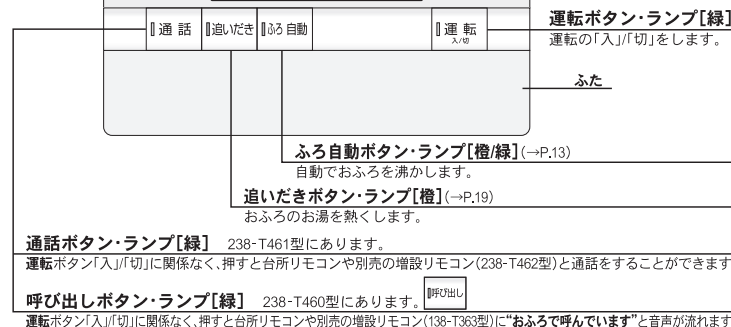 通話 追いだき ふろ自動 運転
入/切
運転ボタン・ランプ[緑]
運転の「入」/「切」をします。
ふた
ふろ自動ボタン・ランプ[橙/緑](→P.13)
自動でおふろを沸かします。
追いだきボタン・ランプ[橙](→P.19)
おふろのお湯を熱くします。
通話ボタン・ランプ[緑] 238-T461型にあります。
運転ボタン「入」/「切」に関係なく、押すと台所リモコンや別売の増設リモコン(238-T462型)と通話をすることができます
呼び出しボタン・ランプ[緑] 238-T460型にあります。 呼び出し
運転ボタン「入」/「切」に関係なく、押すと台所リモコンや別売の増設リモコン(138-T363型)に“おふろで呼んでいます”と音声が流れます